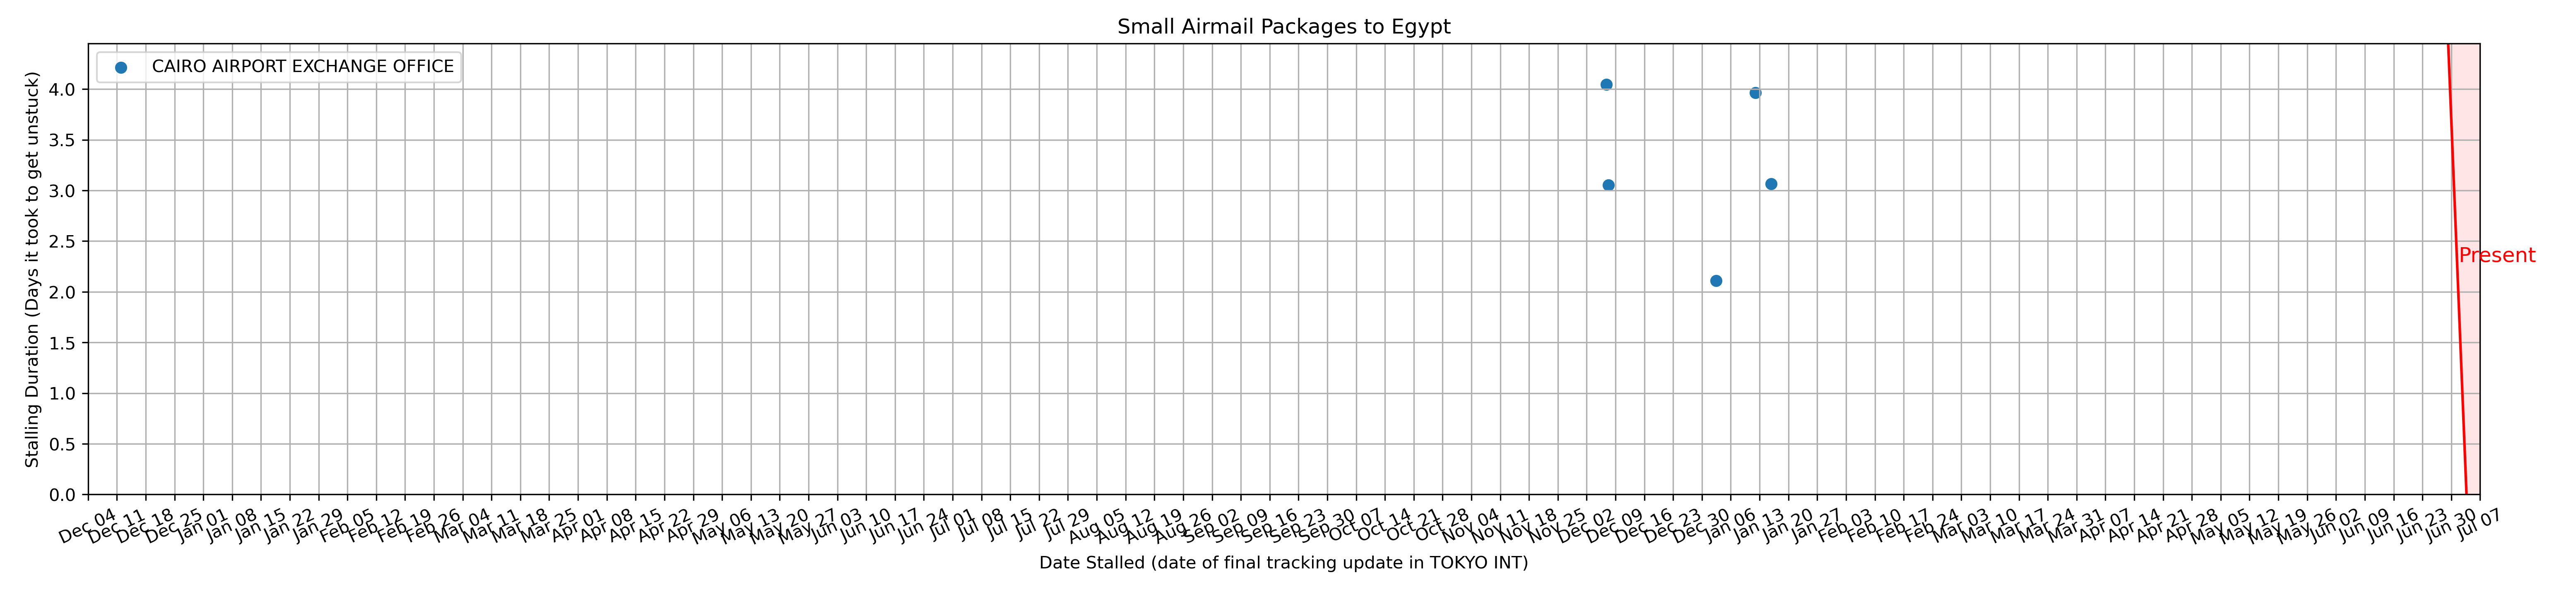 Small Airmail Packages to Egypt
CAIRO AIRPORT EXCHANGE OFFICE
Stalling Duration (Days it took to get unstuck)
4.0
3.5
3.0
2.5
2.0
1.5
1.0
0.5
0.0
Present
Dec 04 Dec 11 Dec 18 Dec 25 Jan 01 Jan 08 Jan 15 Jan 22 Jan 29 Feb 05 Feb 12 Feb 19 Feb 26 Mar 04 Mar 11 Mar 18 Mar 25 Apr 01 Apr 08 Apr 15 Apr 22 Apr 29 May 06 May 13 May 20 May 27 Jun 03 Jun 10 Jun 17 Jun 24 Jul 01 Jul 08 Jul 15 Jul 22 Jul 29 Aug 05 Aug 12 Aug 19 Aug 26 Sep 02 Sep 09 Sep 16 Sep 23 Sep 30 Oct 07 Oct 14 Oct 21 Oct 28 Nov 04 Nov 11 Nov 18 Nov 25 Dec 02 Dec 09 Dec 16 Dec 23 Dec 30 Jan 06 Jan 13 Jan 20 Jan 27 Feb 03 Feb 10 Feb 17 Feb 24 Mar 03 Mar 10 Mar 17 Mar 24 Mar 31 Apr 07 Apr 14 Apr 21 Apr 28 May 05 May 12 May 19 May 26 Jun 02 Jun 09 Jun 16 Jun 23 Jun 30 Jul 07
Date Stalled (date of final tracking update in TOKYO INT)